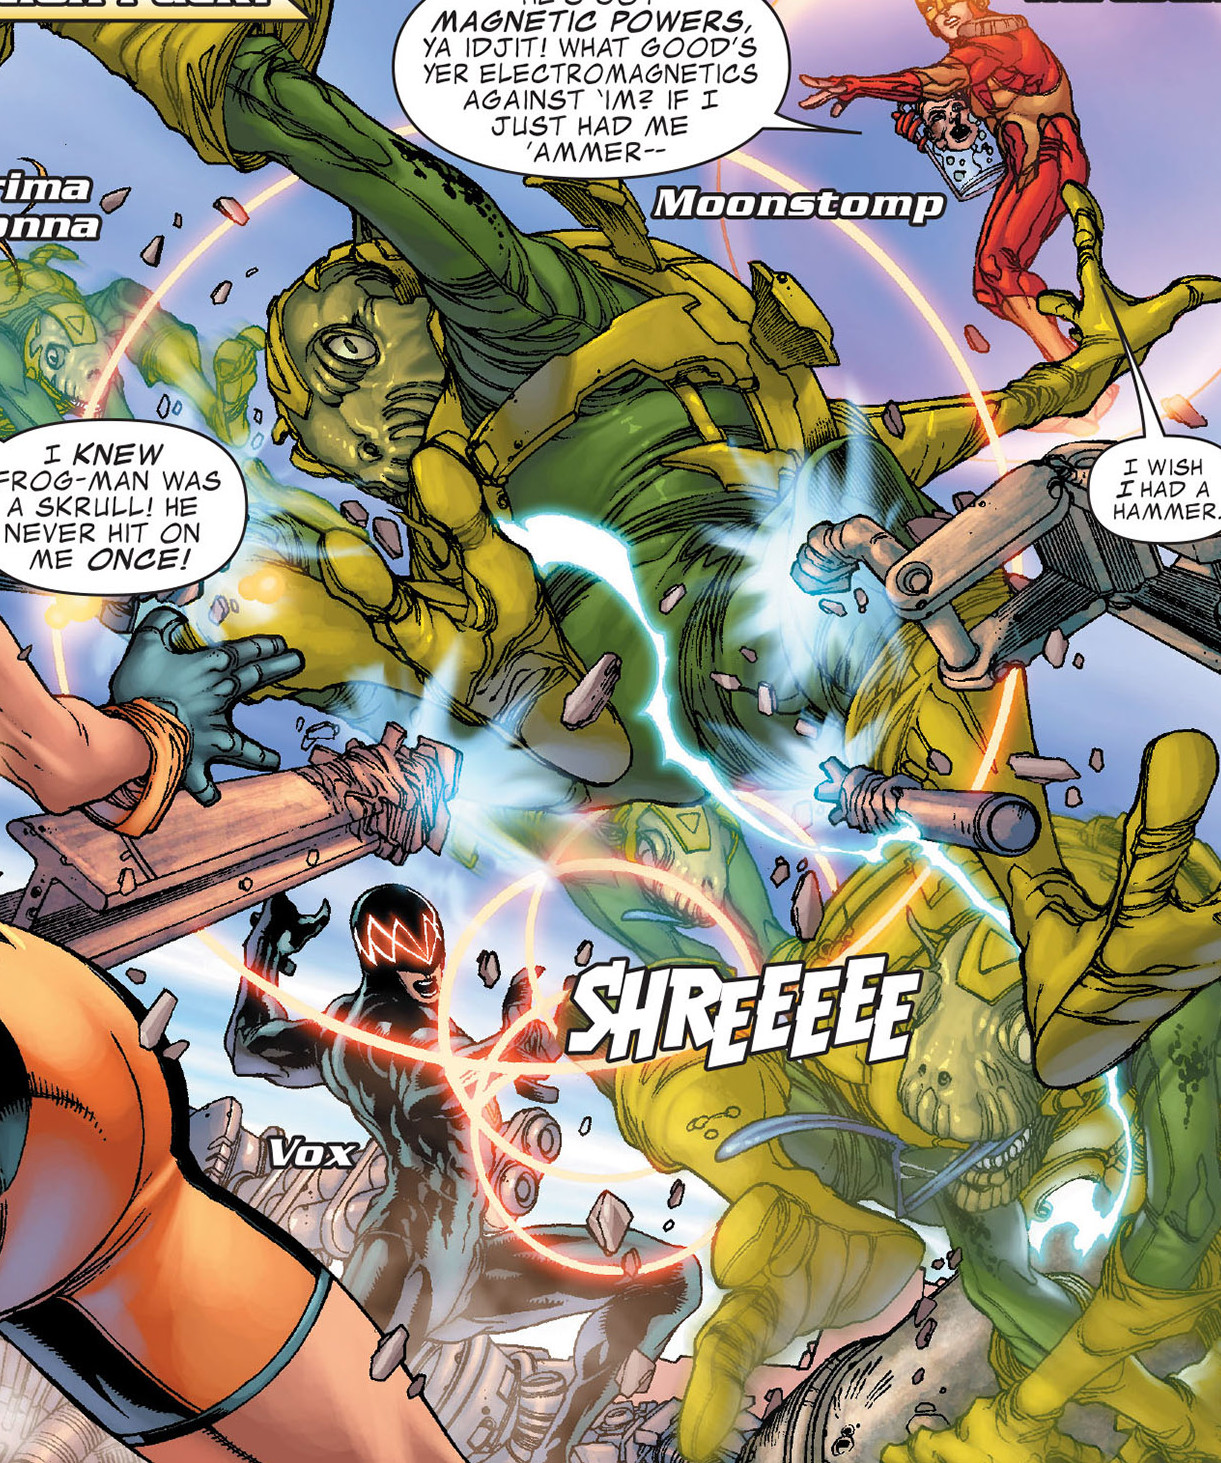 MAGNETIC POWERS,
YA IDJIT! WHAT GOOD'S
YER ELECTROMAGNETICS
AGAINST 'IM? IF I
JUST HAD ME
'AMMER--
Moonstomp
I KNEW
FROG-MAN WAS
A SKRULL! HE
NEVER HIT ON
ME ONCE!
I WISH
I HAD A
HAMMER.
SHREEEEE
Vox